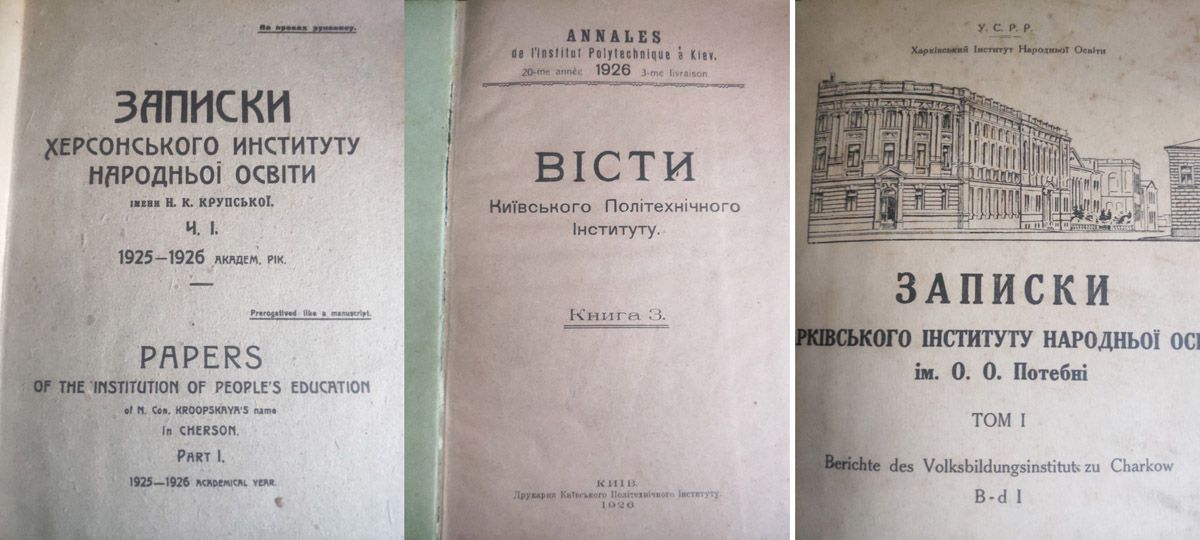 На правах рукопису.
ЗАПИСКИ
ХЕРСОНСЬКОГО ИНСТИТУТУ
НАРОДНЬОЇ ОСВІТИ
ІМЕНИ Н. К. КРУПСЬКОЇ.
Ч. І.
1925—1926 АКАДЕМ. РІК.
Prerogatived like a manuscript.
PAPERS
OF THE INSTITUTION OF PEOPLE'S EDUCATION
of N. Con. KROOPSKAYA'S name
In CHERSON.
PART I.
1925—1926 ACADEMICAL YEAR.
ANNALES
de l'Institut Polytechnique à Kiev.
20-me année 1926 3-me livraison.
ВІСТИ
Київського Політехнічного
Інституту.
Книга 3.
КИЇВ.
Друкарня Київського Політехнічного Інституту.
1926
У. С. Р. Р.
Харківський Інститут Народньої Освіти
ЗАПИСКИ
РКІВСЬКОГО ІНСТИТУТУ НАРОДНЬОЇ ОС
ім. О. О. Потебні
ТОМ I
Berichte des Volksbildungsinstituts zu Charkow
B-d I